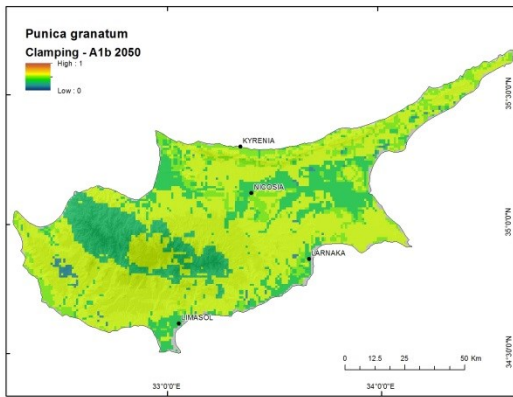 Punica granatum
Clamping - A1b 2050
High : 1
Low : 0
KYRENIA
35°30'0"N
NICOSIA
35°0'0"N
LARNAKA
LIMASOL
34°30'0"N
0 12.5 25 50 Km
33°0'0"E 34°0'0"E